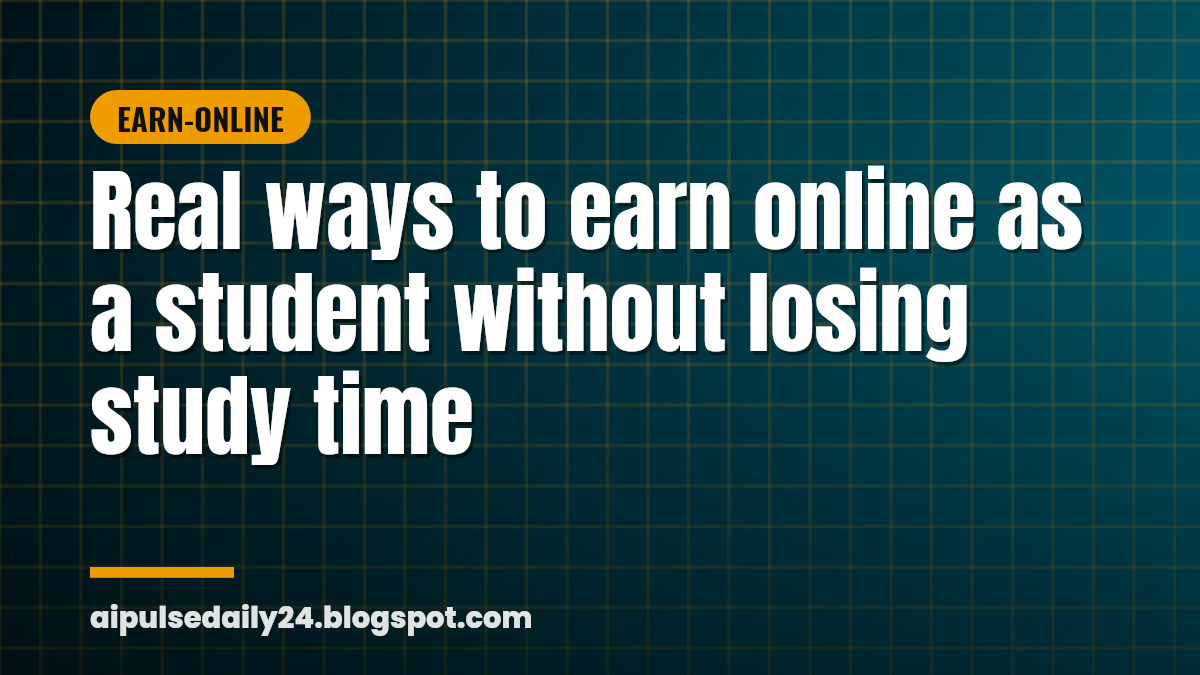 EARN-ONLINE
Real ways to earn online as
a student without losing
study time
aipulsedaily24.blogspot.com